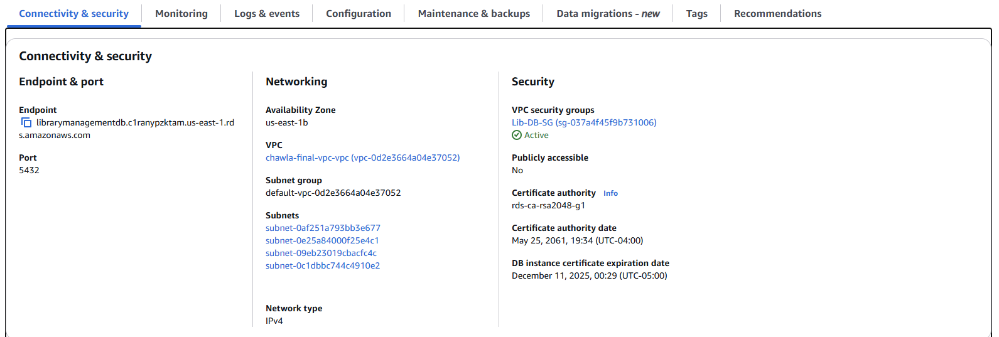 Connectivity & security
Monitoring
Logs & events
Configuration
Maintenance & backups
Data migrations - new
Tags
Recommendations
Connectivity & security
Endpoint & port
Endpoint
librarymanagementdb.c1ranypzktam.us-east-1.rd
s.amazonaws.com
Port
5432
Networking
Availability Zone
us-east-1b
VPC
chawla-final-vpc-vpc (vpc-0d2e3664a04e37052)
Subnet group
default-vpc-0d2e3664a04e37052
Subnets
subnet-0af251a793bb3e677
subnet-0e25a84000f25e4c1
subnet-09eb23019cbacfc4c
subnet-0c1dbbc744c4910e2
Network type
IPv4
Security
VPC security groups
Lib-DB-SG (sg-037a4f45f9b731006)
Active
Publicly accessible
No
Certificate authority Info
rds-ca-rsa2048-g1
Certificate authority date
May 25, 2061, 19:34 (UTC-04:00)
DB instance certificate expiration date
December 11, 2025, 00:29 (UTC-05:00)